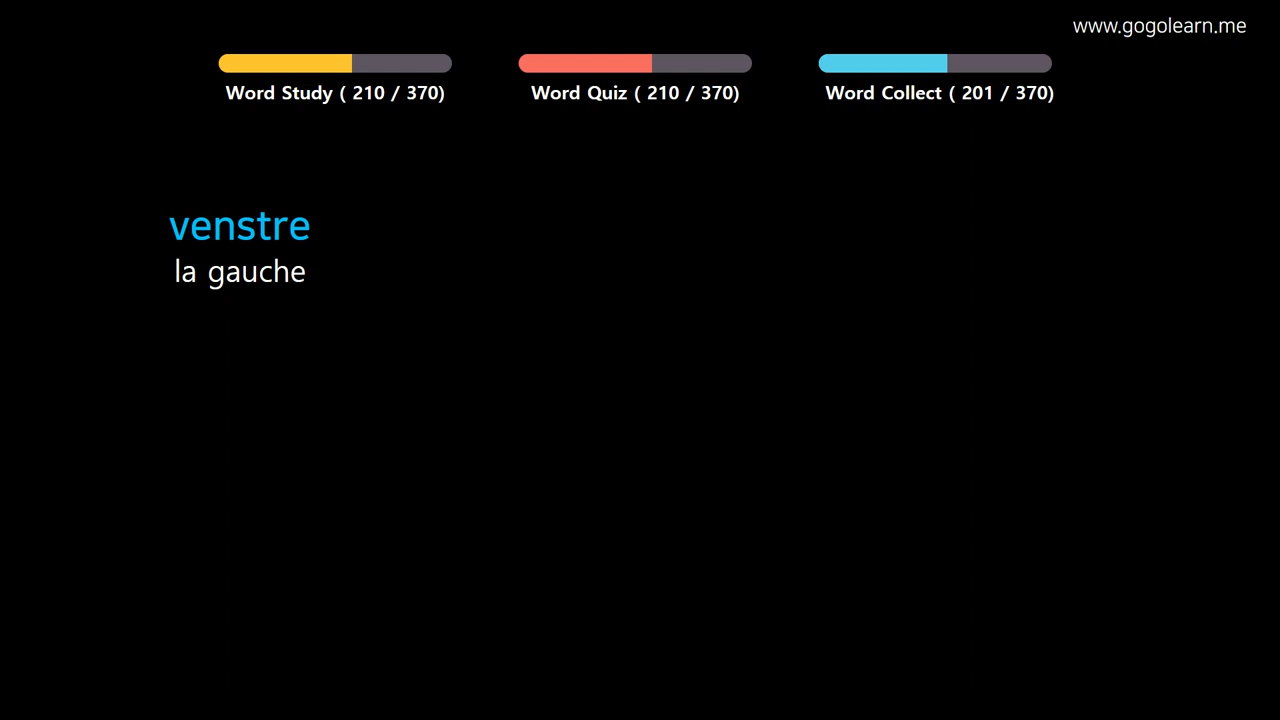 www.gogolearn.me
Word Study ( 210 / 370)
Word Quiz ( 210 / 370)
Word Collect ( 201 / 370)
venstre
la gauche